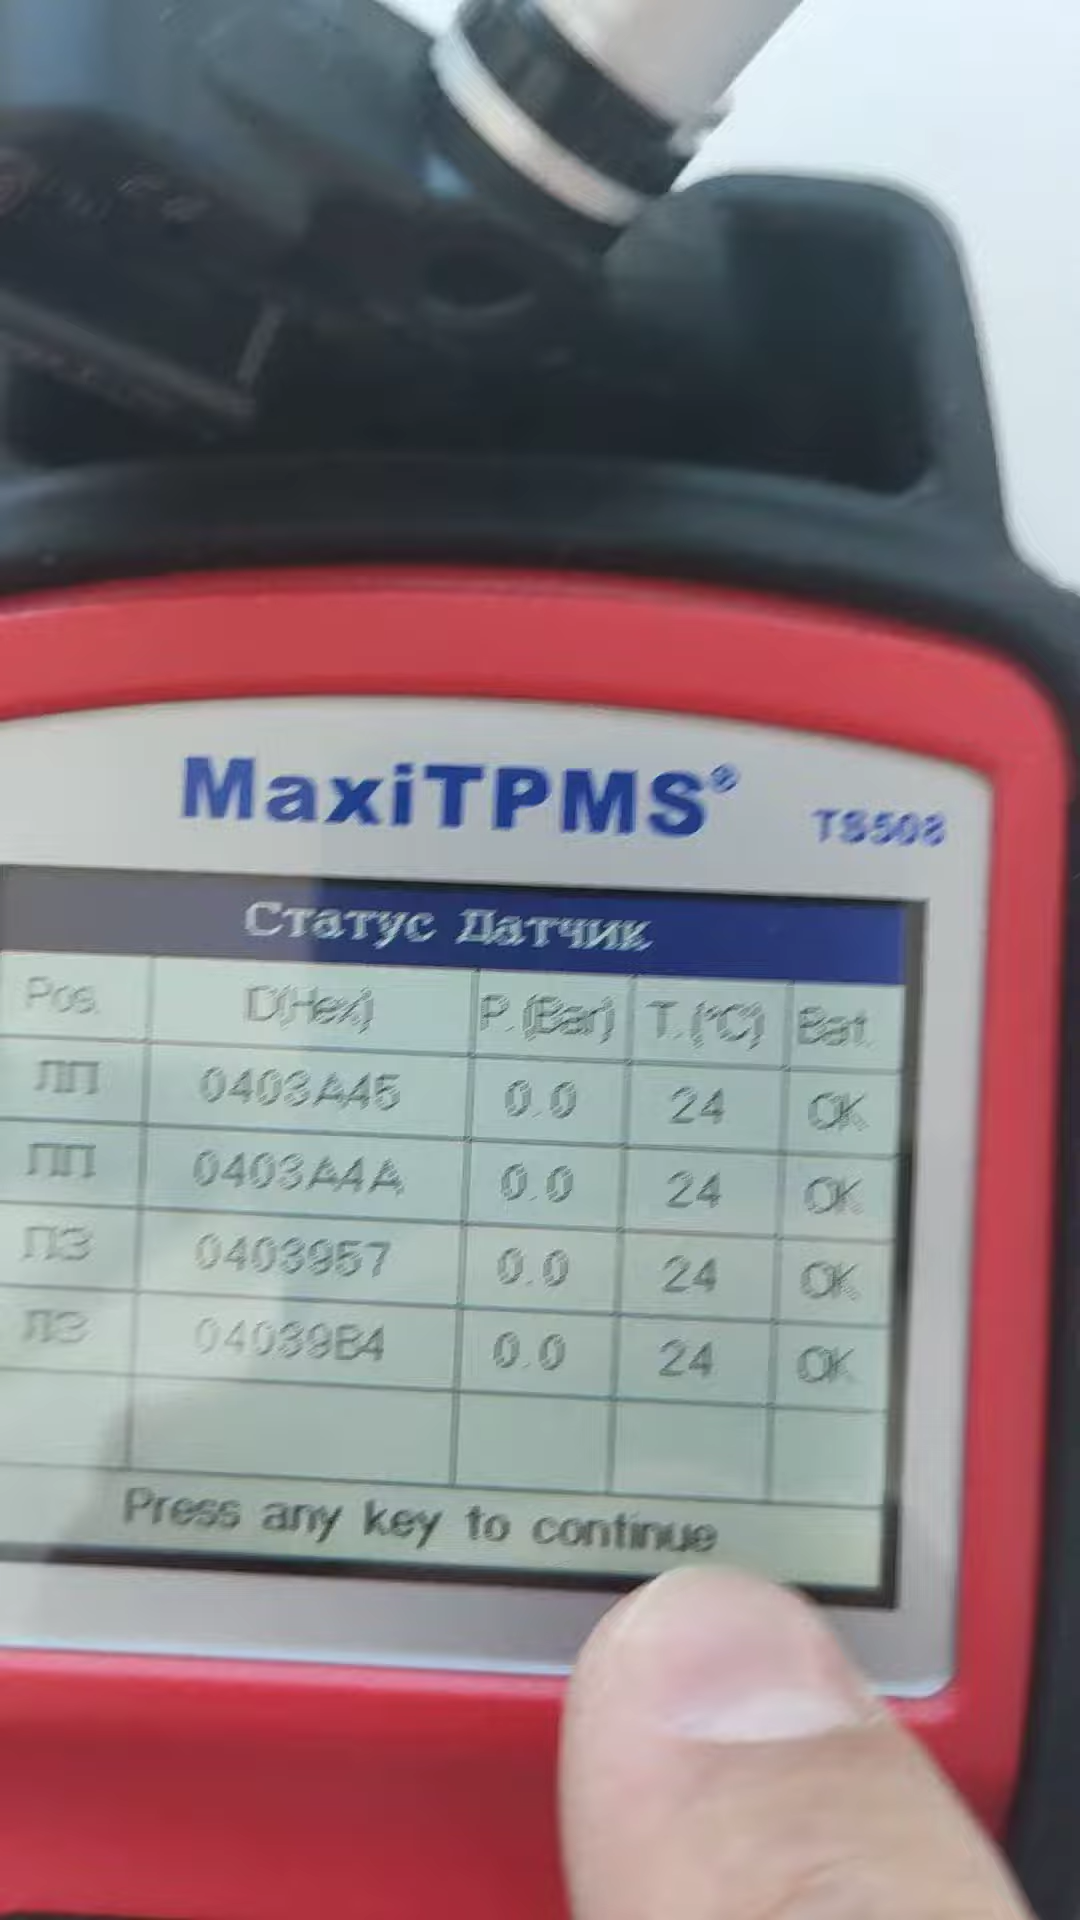 MaxiTPMS®
TS508
Статус Датчик
Pos. ID(Hex) P.(Bar) T.(°C) Bat.
ЛП 0403A45 0.0 24 OK
ПП 0403A4A 0.0 24 OK
ПЗ 0403957 0.0 24 OK
ЛЗ 04039B4 0.0 24 OK
Press any key to continue